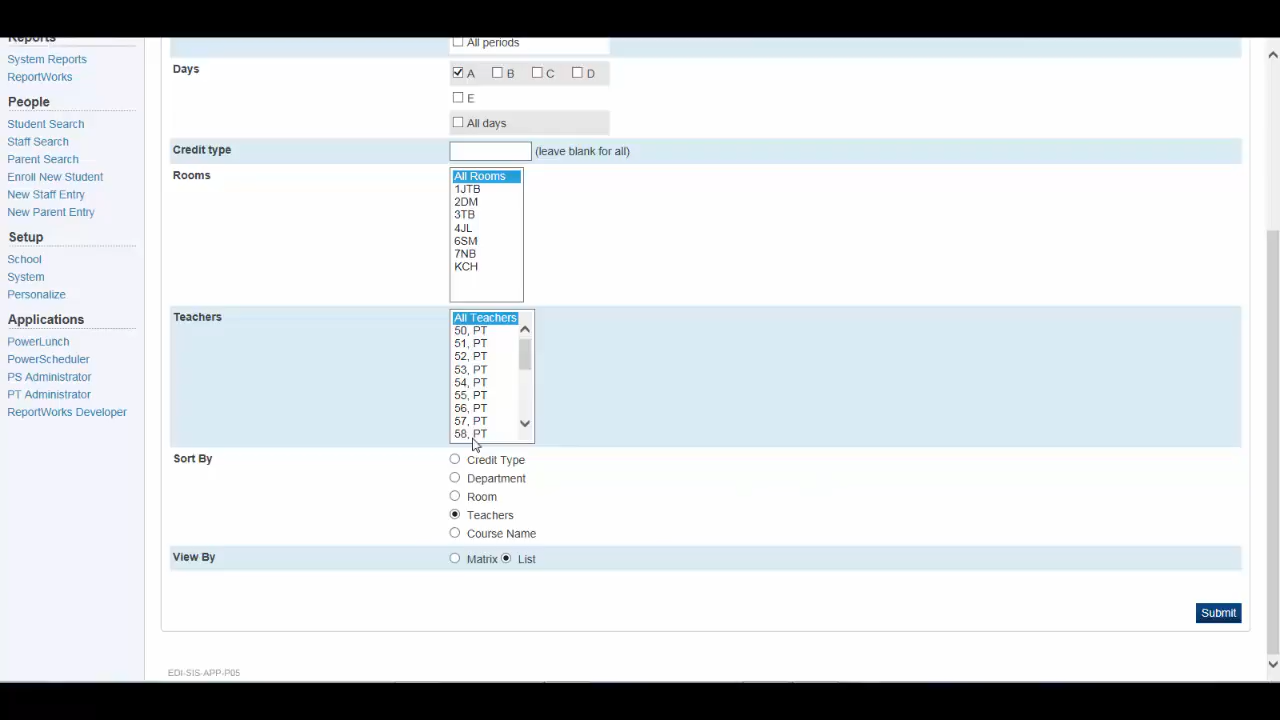 Reports
System Reports
ReportWorks
People
Student Search
Staff Search
Parent Search
Enroll New Student
New Staff Entry
New Parent Entry
Setup
School
System
Personalize
Applications
PowerLunch
PowerScheduler
PS Administrator
PT Administrator
ReportWorks Developer
All periods
Days
A B C D
E
All days
Credit type (leave blank for all)
Rooms
All Rooms
1JTB
2DM
3TB
4JL
6SM
7NB
KCH
Teachers
All Teachers
50, PT
51, PT
52, PT
53, PT
54, PT
55, PT
56, PT
57, PT
58, PT
Sort By
Credit Type
Department
Room
Teachers
Course Name
View By
Matrix List
Submit
EDI-SIS-APP-P05